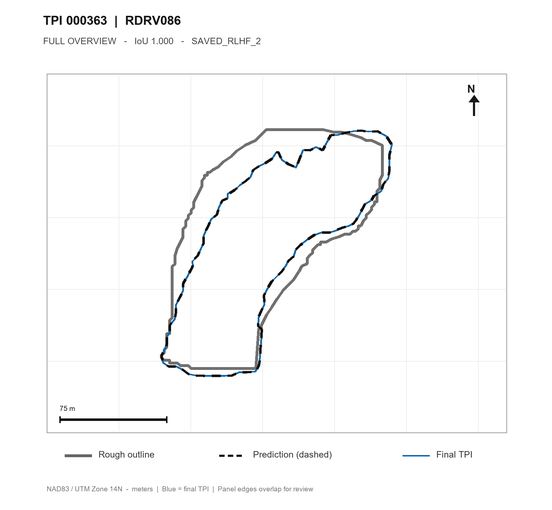 TPI 000363 | RDRV086
FULL OVERVIEW - IoU 1.000 - SAVED_RLHF_2
N
75 m
Rough outline Prediction (dashed) Final TPI
NAD83 / UTM Zone 14N - meters | Blue = final TPI | Panel edges overlap for review